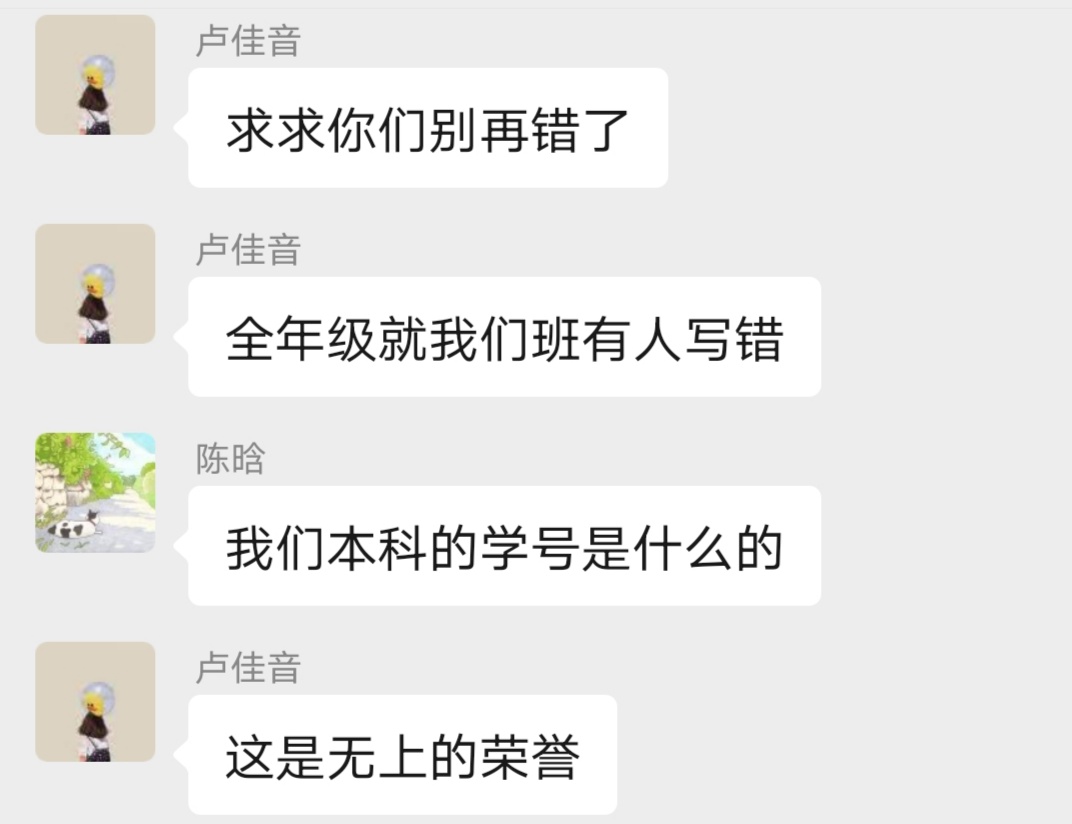 卢佳音
求求你们别再错了
卢佳音
全年级就我们班有人写错
陈晗
我们本科的学号是什么的
卢佳音
这是无上的荣誉